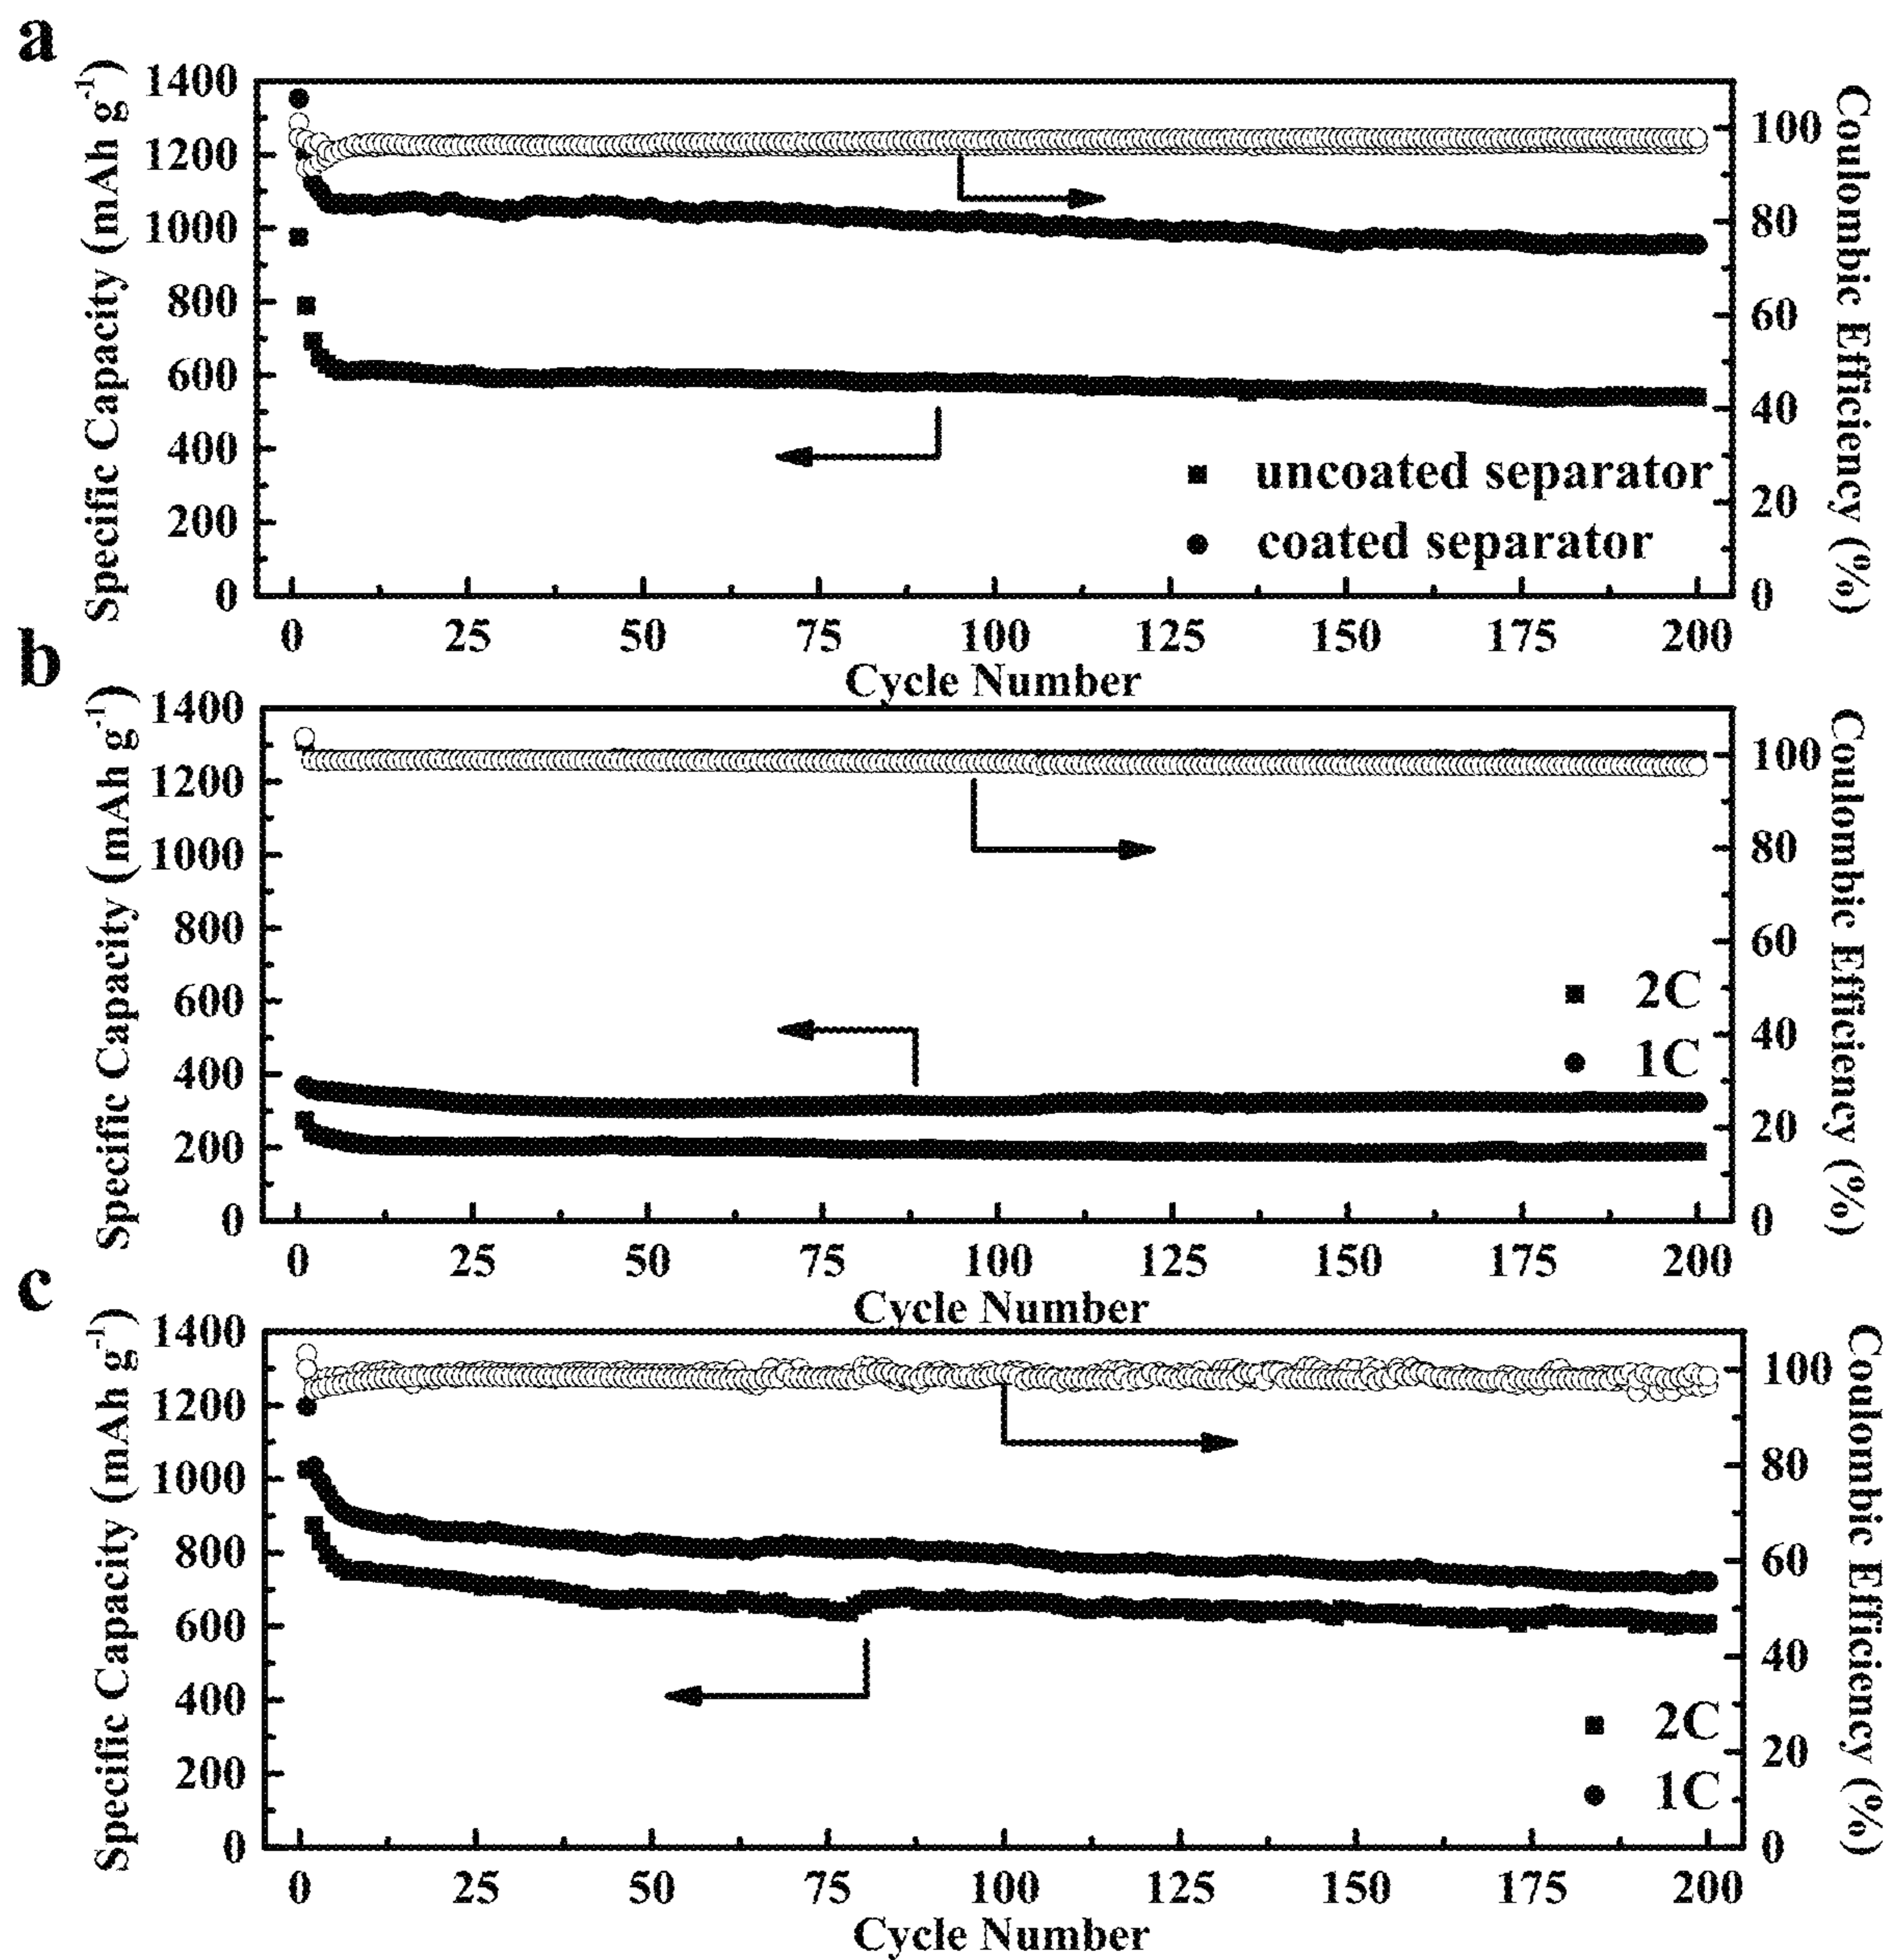 a
Specific Capacity (mAh g-1)
1400
1200
1000
800
600
400
200
0
100
80
60
40
20
0
Coulombic Efficiency (%)
uncoated separator
coated separator
0 25 50 75 100 125 150 175 200
Cycle Number
b
Specific Capacity (mAh g-1)
1400
1200
1000
800
600
400
200
0
100
80
60
40
20
0
Coulombic Efficiency (%)
2C
1C
0 25 50 75 100 125 150 175 200
Cycle Number
c
Specific Capacity (mAh g-1)
1400
1200
1000
800
600
400
200
0
100
80
60
40
20
0
Coulombic Efficiency (%)
2C
1C
0 25 50 75 100 125 150 175 200
Cycle Number